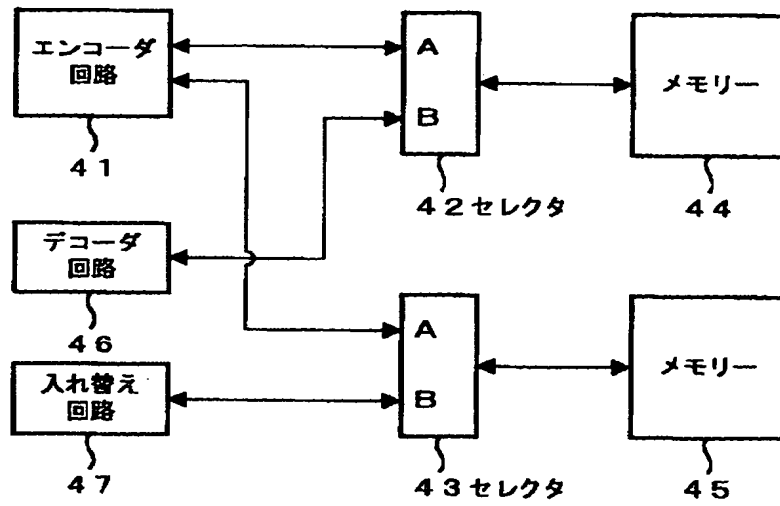 エンコーダ
回路
41
A
B
42セレクタ
メモリー
44
デコーダ
回路
46
入れ替え
回路
47
A
B
43セレクタ
メモリー
45